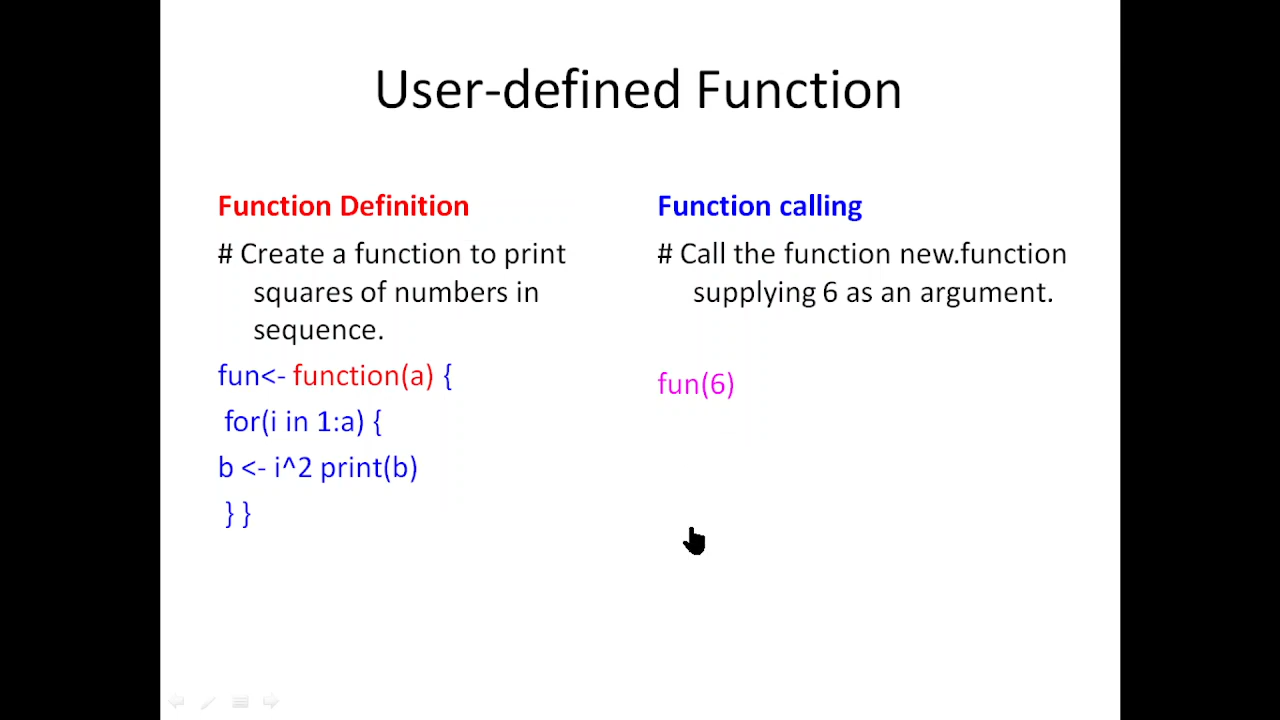 User-defined Function
Function Definition
# Create a function to print
squares of numbers in
sequence.
fun<- function(a) {
for(i in 1:a) {
b <- i^2 print(b)
} }
Function calling
# Call the function new.function
supplying 6 as an argument.
fun(6)